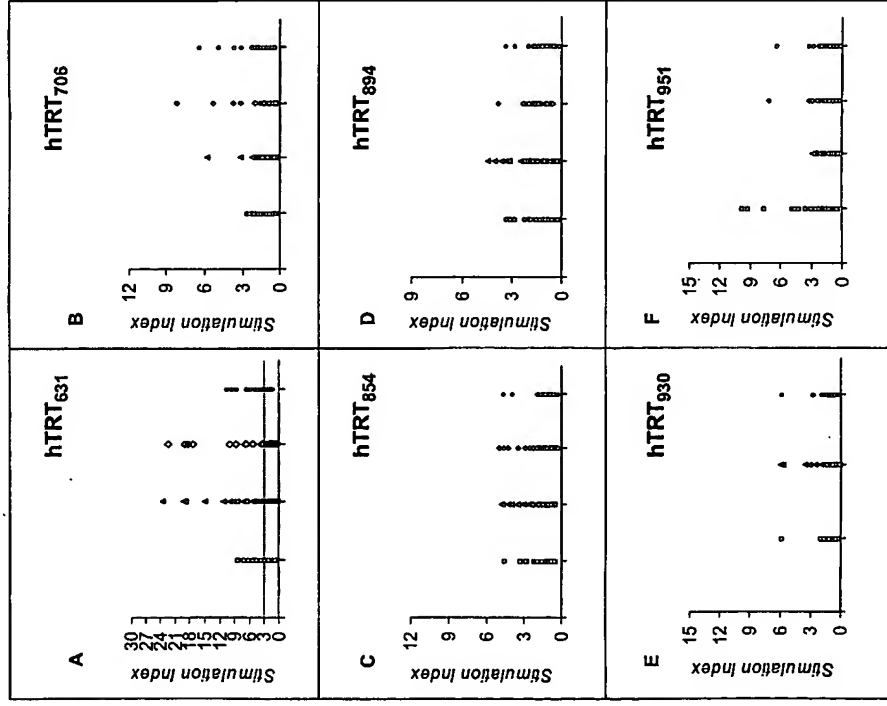 A
hTRT631
Stimulation Index
30
27
24
21
18
15
12
9
6
3
0
B
hTRT706
Stimulation Index
12
9
6
3
0
C
hTRT854
Stimulation Index
12
9
6
3
0
D
hTRT894
Stimulation Index
9
6
3
0
E
hTRT930
Stimulation Index
15
12
9
6
3
0
F
hTRT951
Stimulation Index
15
12
9
6
3
0